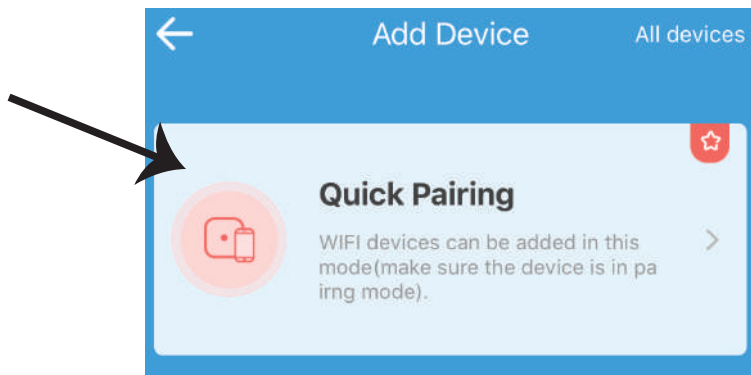 Add Device All devices
Quick Pairing
WIFI devices can be added in this
mode(make sure the device is in pa
irng mode).